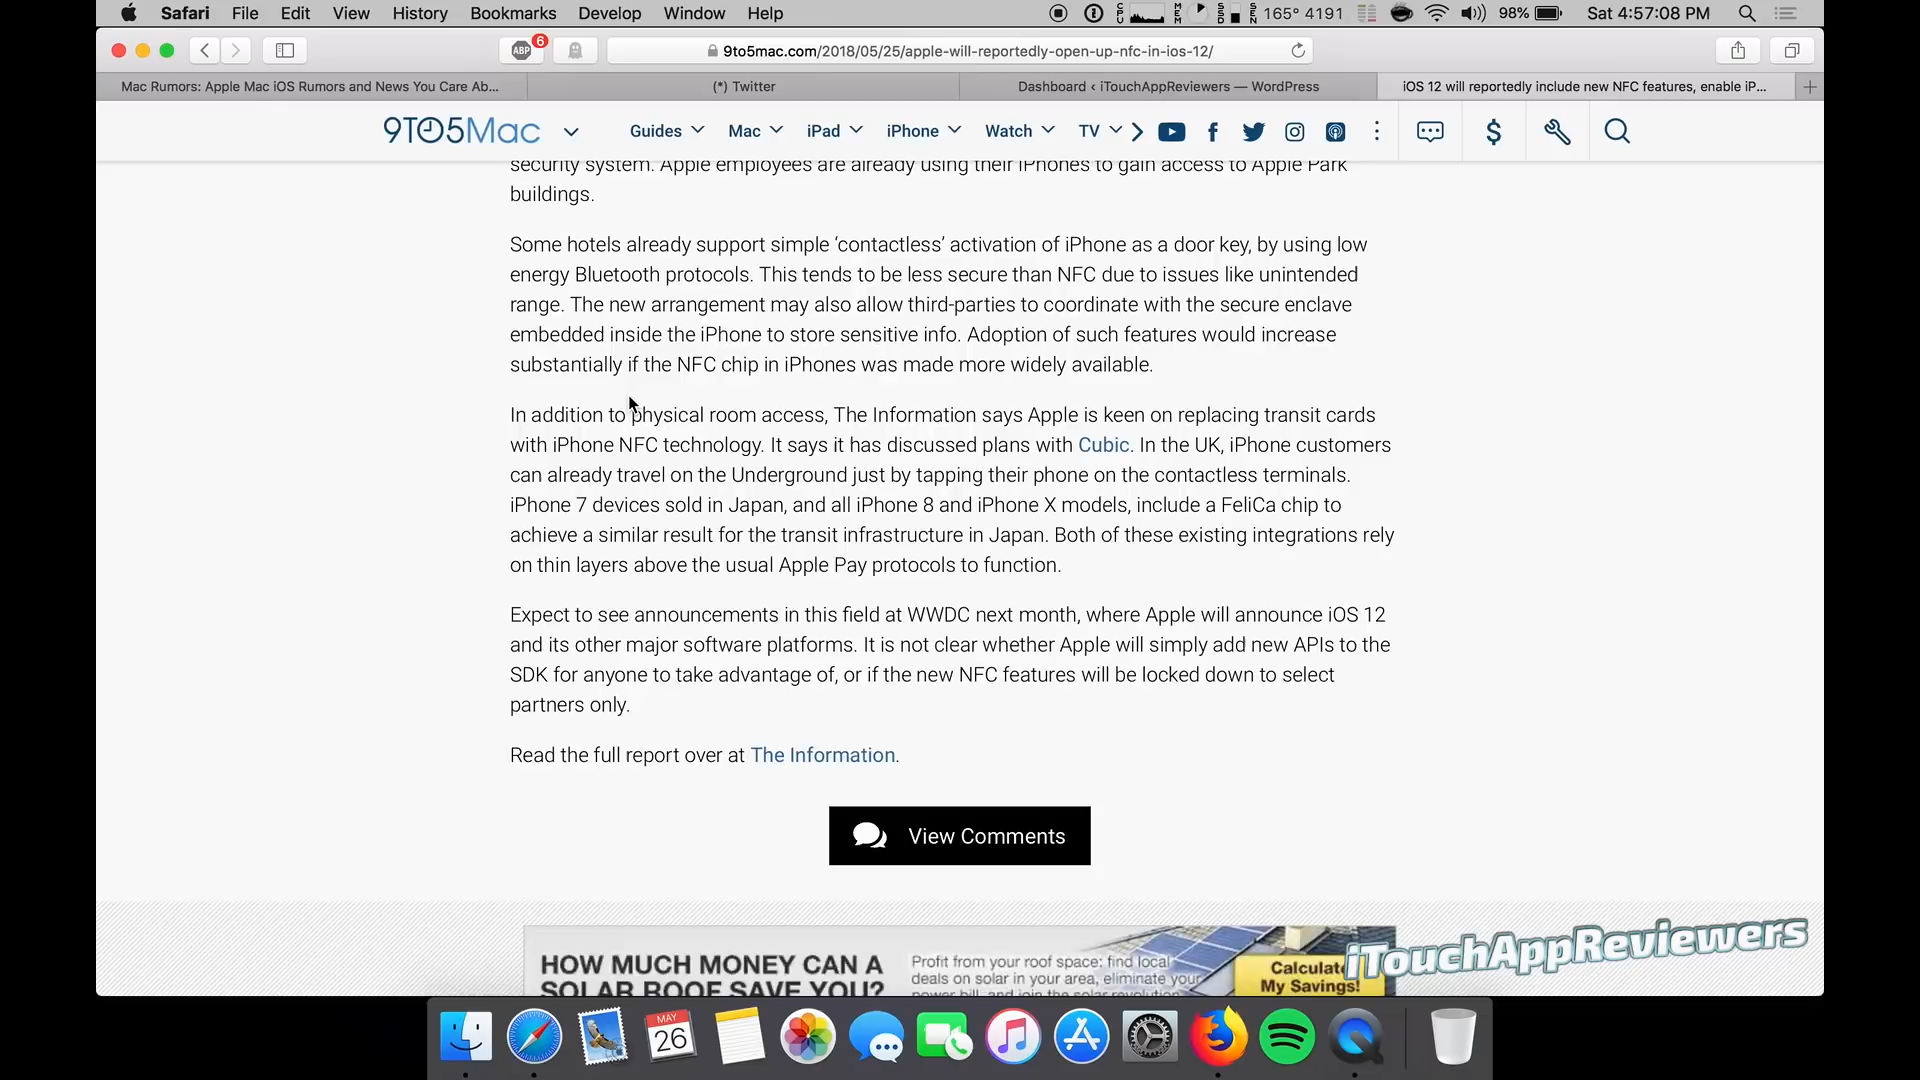 Safari File Edit View History Bookmarks Develop Window Help
CPU MEM SSD SEN 165° 4191 98% Sat 4:57:08 PM
ABP 6 9to5mac.com/2018/05/25/apple-will-reportedly-open-up-nfc-in-ios-12/
Mac Rumors: Apple Mac iOS Rumors and News You Care Ab... (*) Twitter Dashboard ‹ iTouchAppReviewers — WordPress iOS 12 will reportedly include new NFC features, enable iP...
9TO5Mac Guides Mac iPad iPhone Watch TV
security system. Apple employees are already using their iPhones to gain access to Apple Park
buildings.
Some hotels already support simple ‘contactless’ activation of iPhone as a door key, by using low
energy Bluetooth protocols. This tends to be less secure than NFC due to issues like unintended
range. The new arrangement may also allow third-parties to coordinate with the secure enclave
embedded inside the iPhone to store sensitive info. Adoption of such features would increase
substantially if the NFC chip in iPhones was made more widely available.
In addition to physical room access, The Information says Apple is keen on replacing transit cards
with iPhone NFC technology. It says it has discussed plans with Cubic. In the UK, iPhone customers
can already travel on the Underground just by tapping their phone on the contactless terminals.
iPhone 7 devices sold in Japan, and all iPhone 8 and iPhone X models, include a FeliCa chip to
achieve a similar result for the transit infrastructure in Japan. Both of these existing integrations rely
on thin layers above the usual Apple Pay protocols to function.
Expect to see announcements in this field at WWDC next month, where Apple will announce iOS 12
and its other major software platforms. It is not clear whether Apple will simply add new APIs to the
SDK for anyone to take advantage of, or if the new NFC features will be locked down to select
partners only.
Read the full report over at The Information.
View Comments
HOW MUCH MONEY CAN A
SOLAR ROOF SAVE YOU?
Profit from your roof space: find local
deals on solar in your area, eliminate your
power bill, and join the solar revolution
Calculate
My Savings!
iTouchAppReviewers
MAY
26